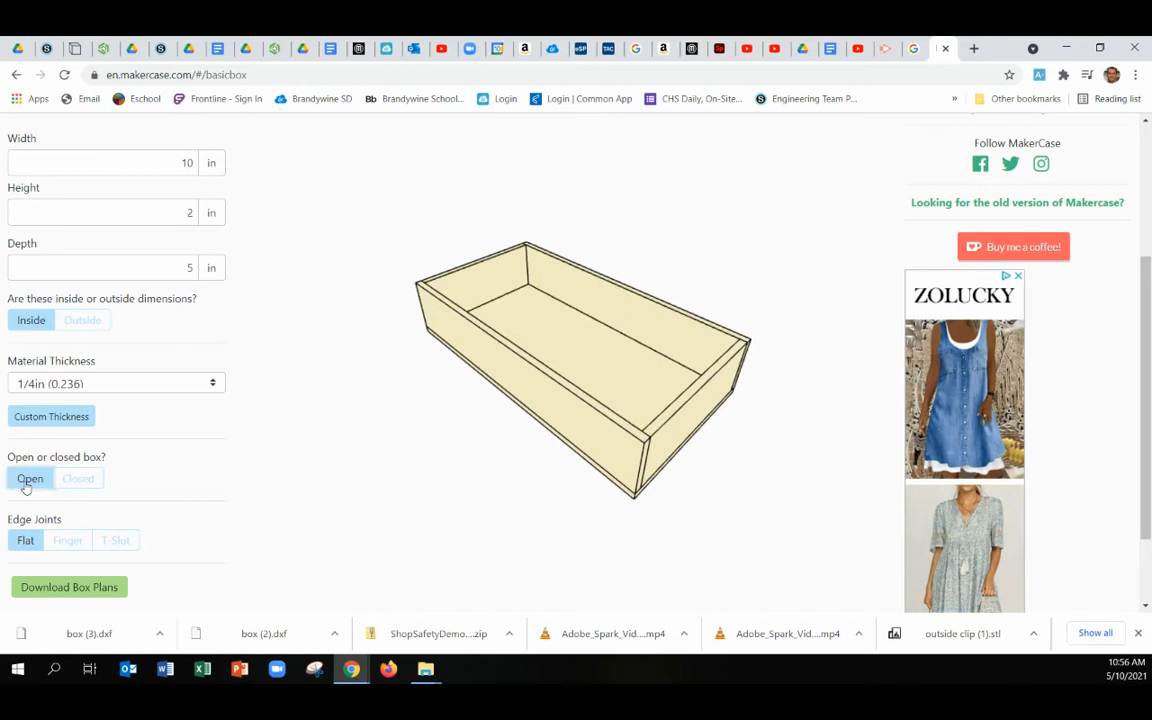 en.makercase.com/#/basicbox
Apps Email Eschool Frontline - Sign In Brandywine SD Bb Brandywine School... Login Login | Common App CHS Daily, On-Site... Engineering Team P... » Other bookmarks Reading list
Width
10 in
Height
2 in
Depth
5 in
Are these inside or outside dimensions?
Inside Outside
Material Thickness
1/4in (0.236)
Custom Thickness
Open or closed box?
Open Closed
Edge Joints
Flat Finger T-Slot
Download Box Plans
Follow MakerCase
Looking for the old version of Makercase?
Buy me a coffee!
ZOLUCKY
box (3).dxf box (2).dxf ShopSafetyDemo....zip Adobe_Spark_Vid....mp4 Adobe_Spark_Vid....mp4 outside clip (1).stl Show all
10:56 AM
5/10/2021